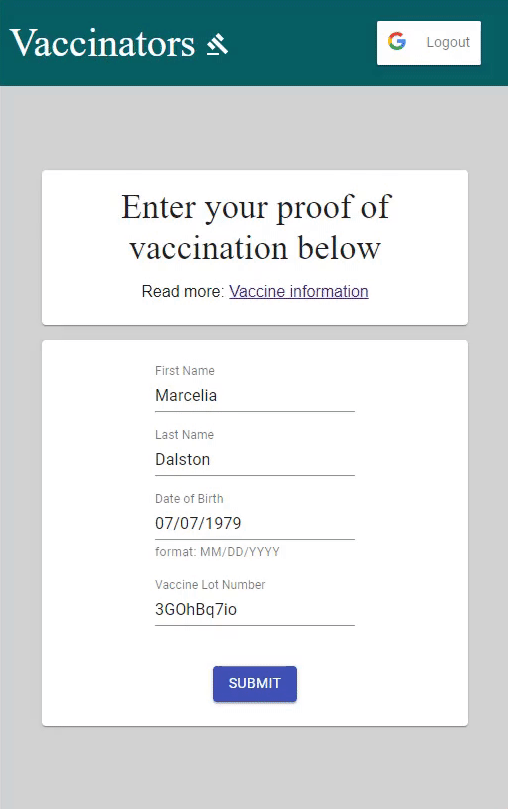 Vaccinators
Logout
Enter your proof of
vaccination below
Read more: Vaccine information
First Name
Marcelia
Last Name
Dalston
Date of Birth
07/07/1979
format: MM/DD/YYYY
Vaccine Lot Number
3GOhBq7io
SUBMIT